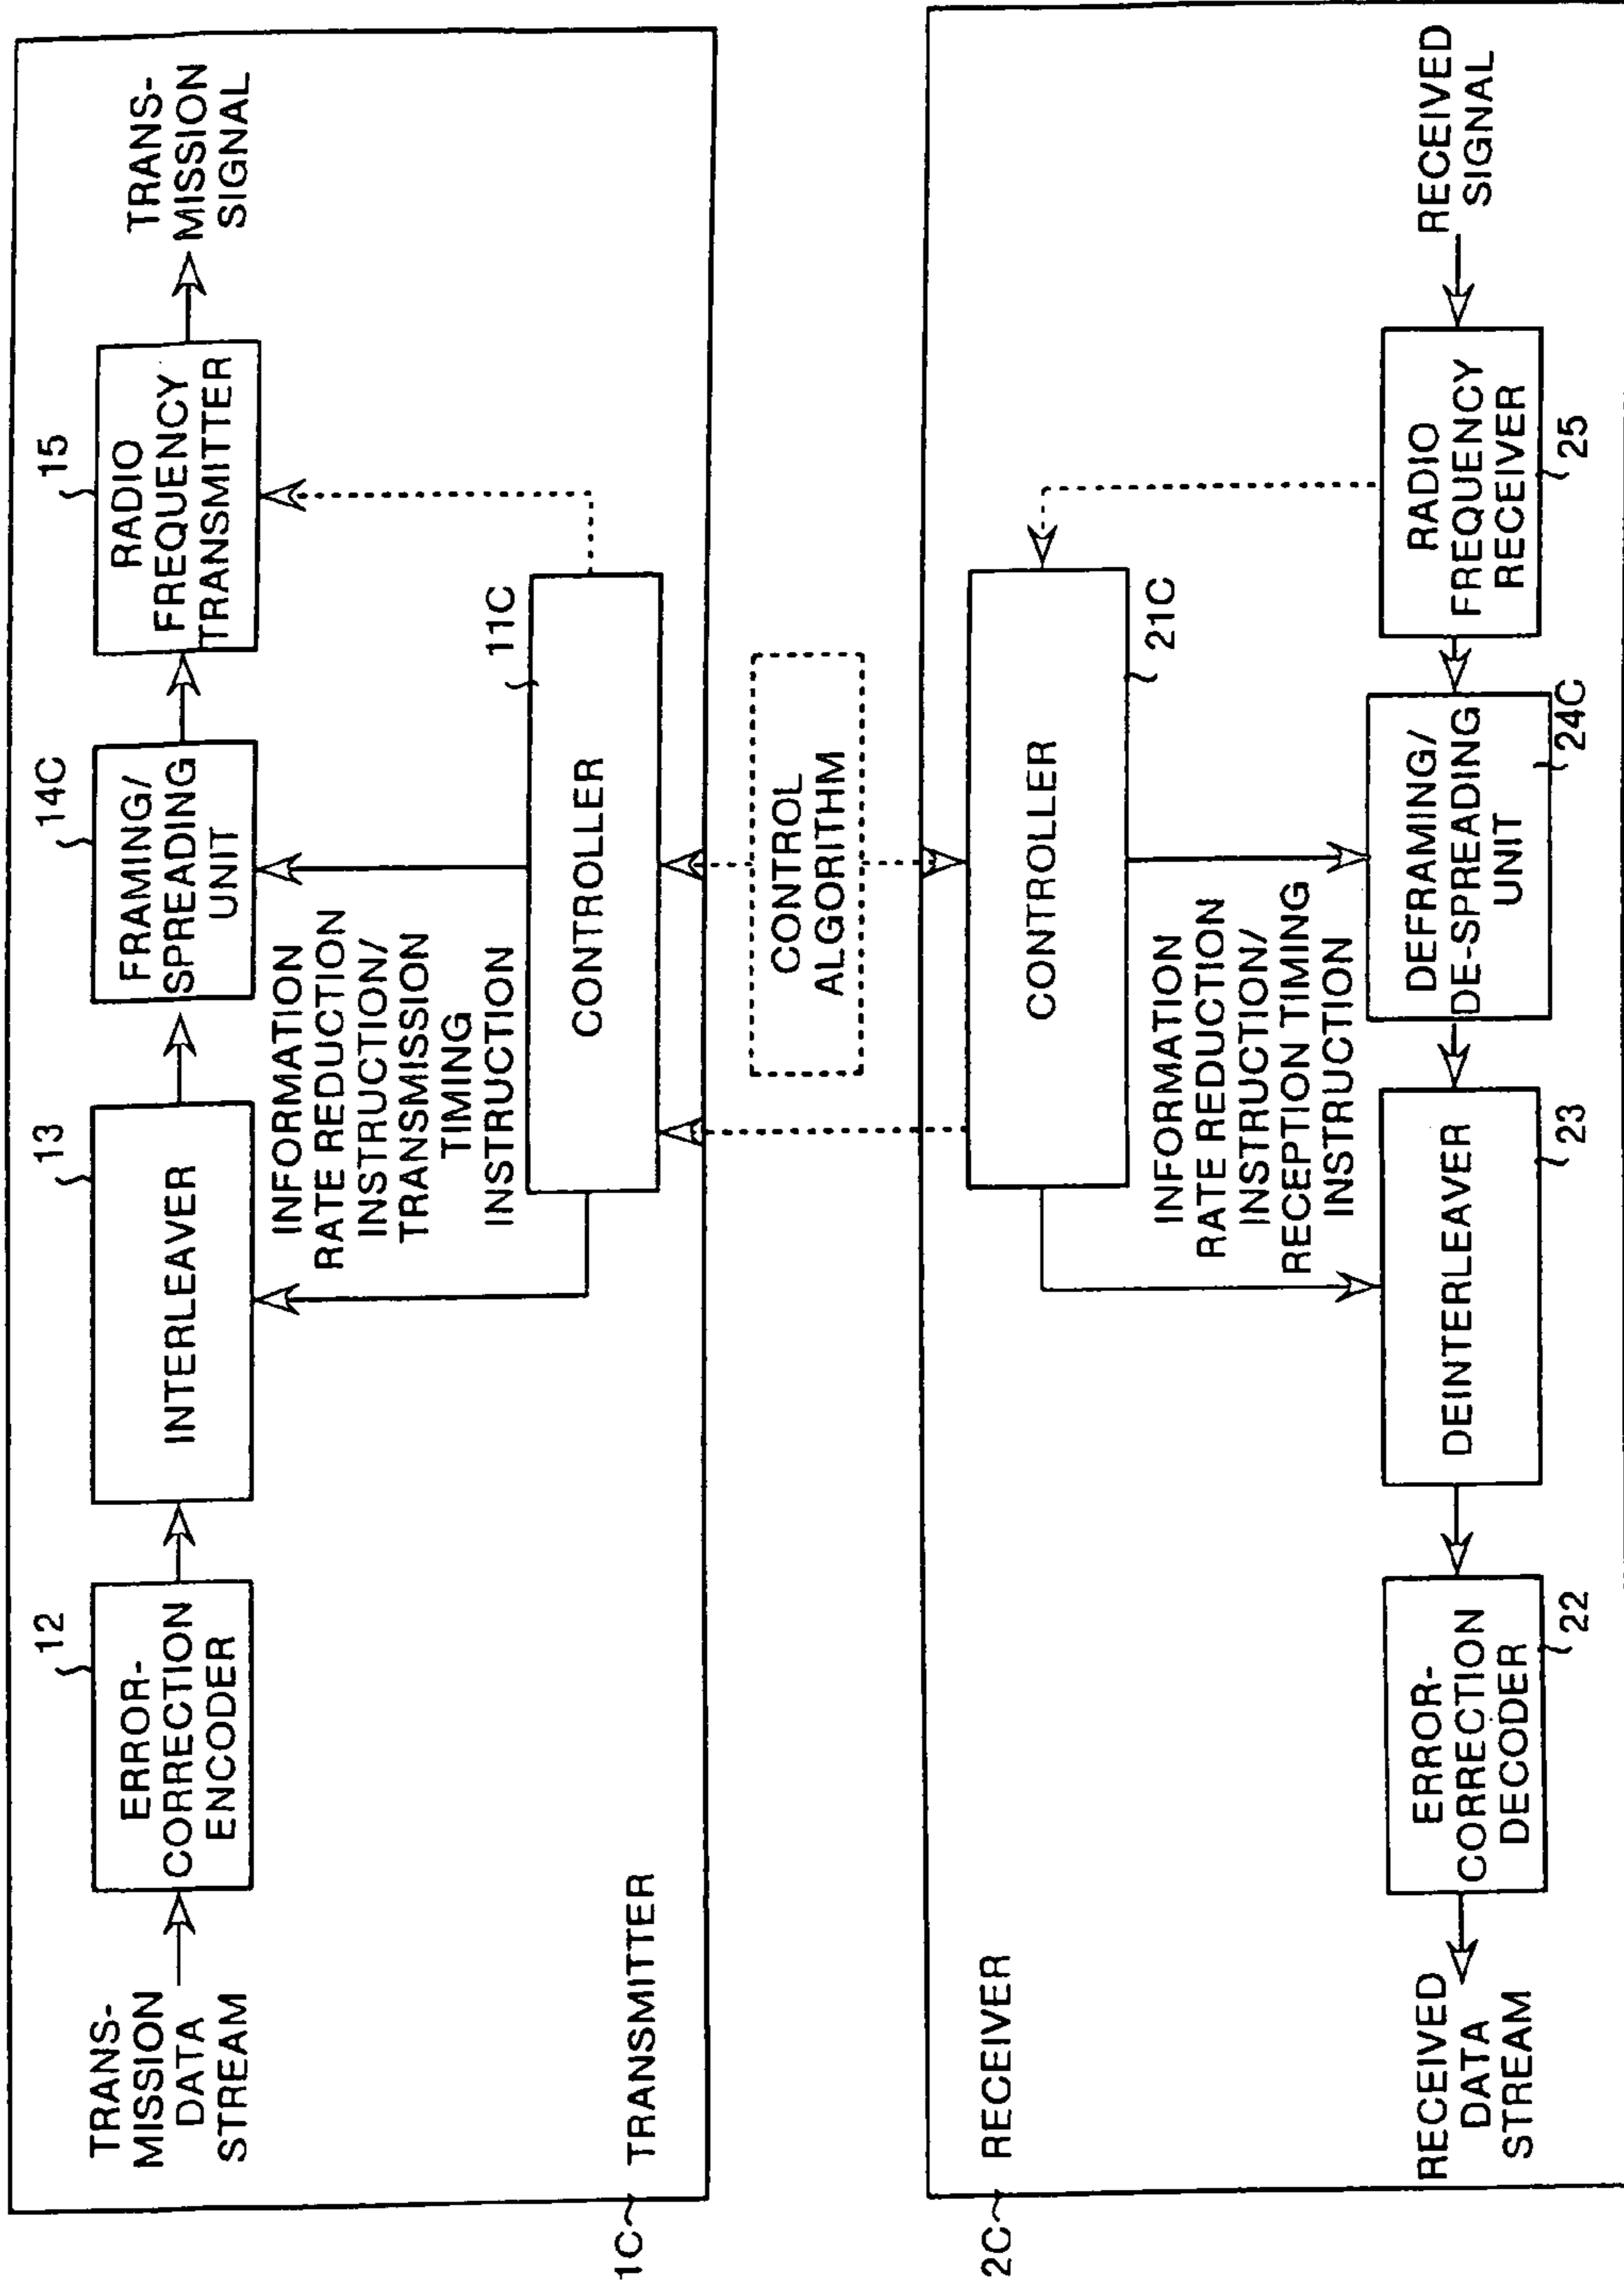 TRANS-
MISSION
DATA
STREAM
12
ERROR-
CORRECTION
ENCODER
13
INTERLEAVER
14C
FRAMING/
SPREADING
UNIT
15
RADIO
FREQUENCY
TRANSMITTER
TRANS-
MISSION
SIGNAL
INFORMATION
RATE REDUCTION
INSTRUCTION/
TRANSMISSION
TIMING
INSTRUCTION
11C
CONTROLLER
1C
TRANSMITTER
CONTROL
ALGORITHM
2C
RECEIVER
CONTROLLER
21C
INFORMATION
RATE REDUCTION
INSTRUCTION/
RECEPTION TIMING
INSTRUCTION
RECEIVED
DATA
STREAM
ERROR-
CORRECTION
DECODER
22
DEINTERLEAVER
23
DEFRAMING/
DE-SPREADING
UNIT
24C
RADIO
FREQUENCY
RECEIVER
25
RECEIVED
SIGNAL